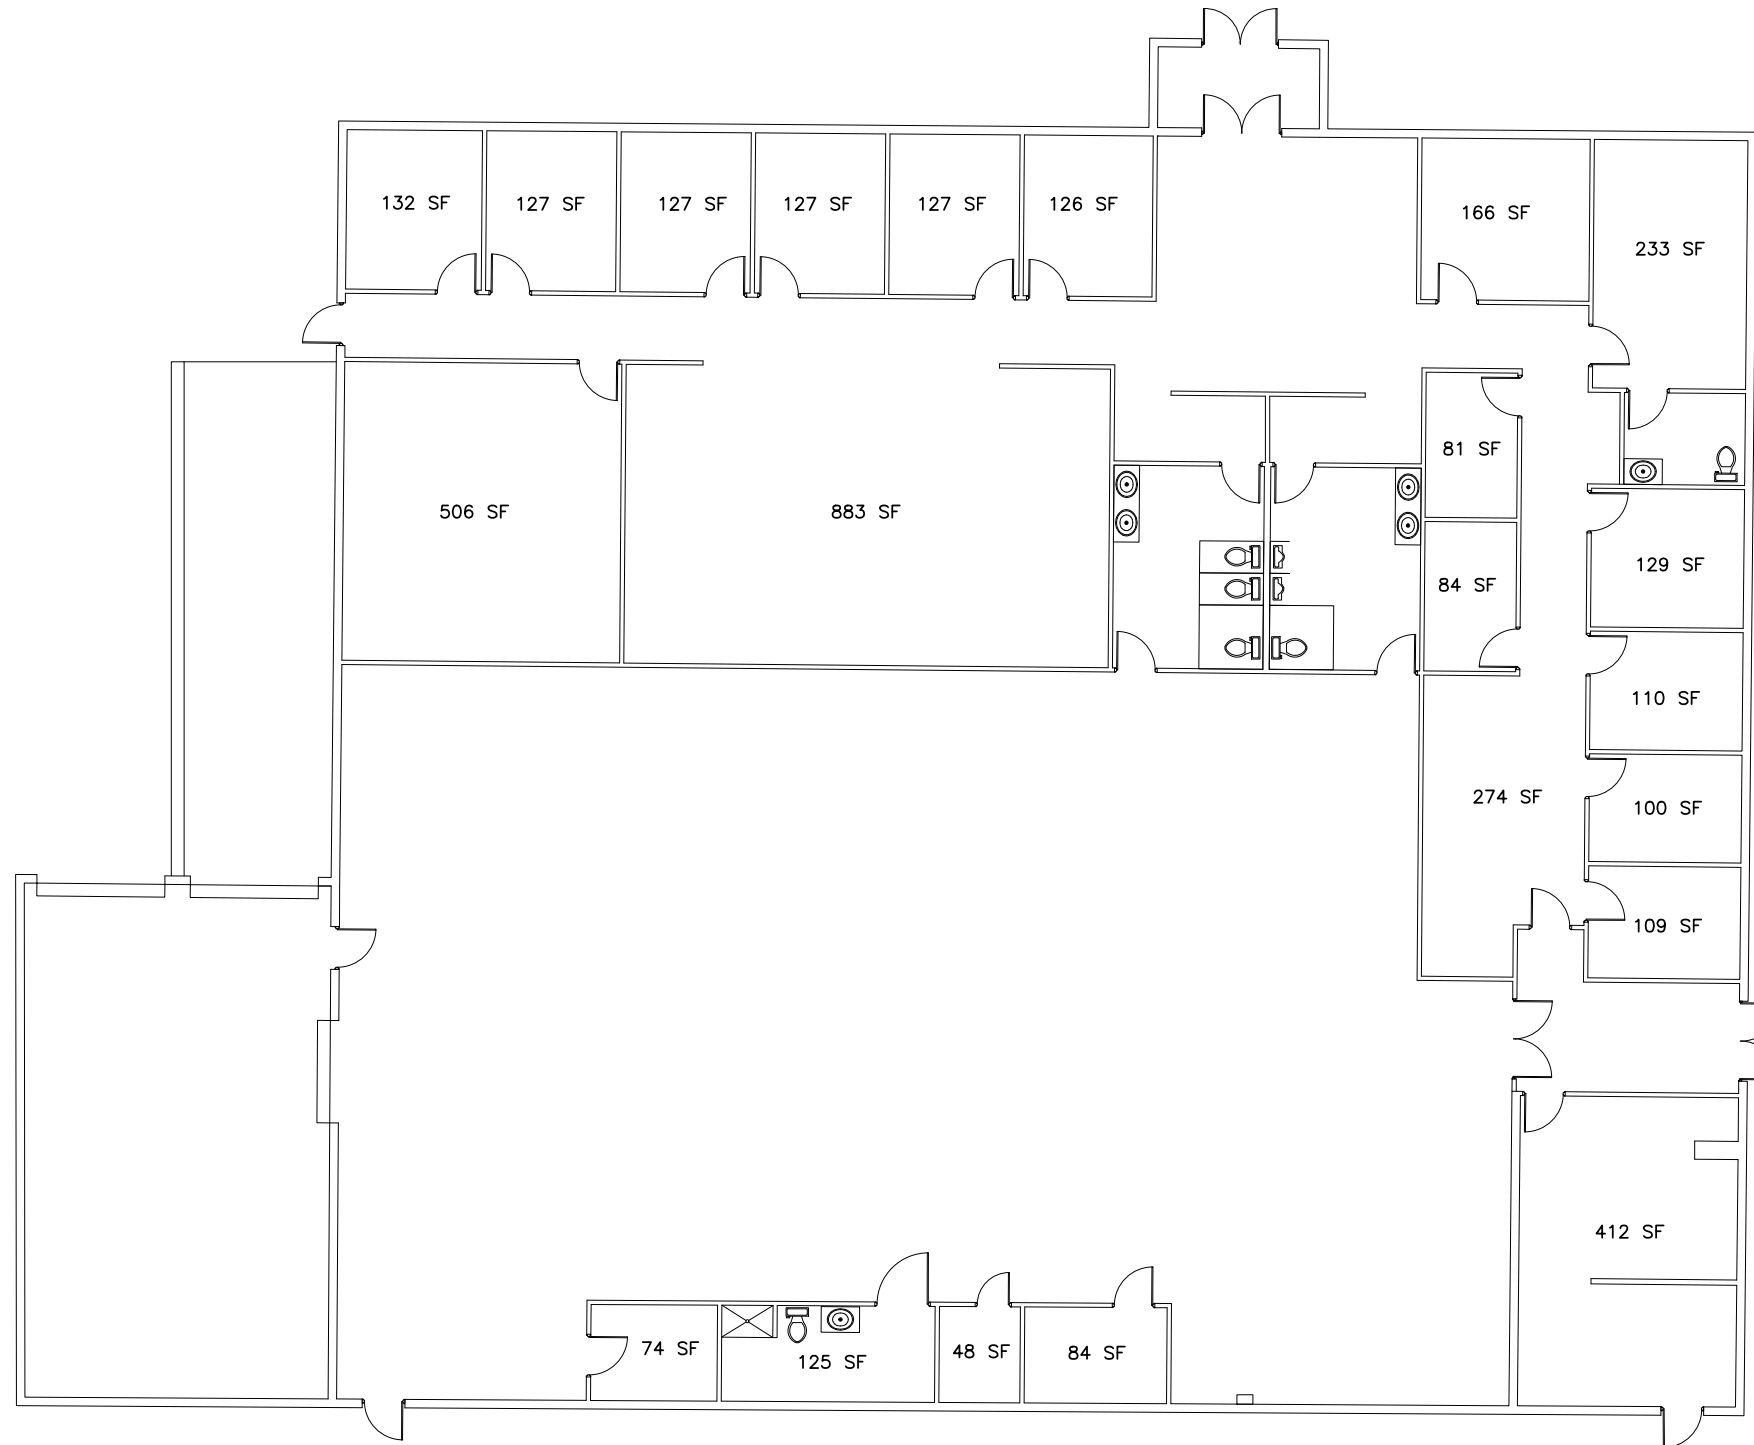 132 SF
127 SF
127 SF
127 SF
127 SF
126 SF
166 SF
233 SF
506 SF
883 SF
81 SF
84 SF
129 SF
110 SF
274 SF
100 SF
109 SF
412 SF
74 SF
125 SF
48 SF
84 SF